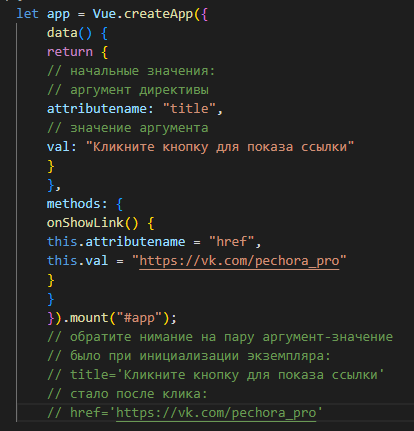 let app = Vue.createApp({
data() {
return {
// начальные значения:
// аргумент директивы
attributename: "title",
// значение аргумента
val: "Кликните кнопку для показа ссылки"
}
},
methods: {
onShowLink() {
this.attributename = "href",
this.val = "https://vk.com/pechora_pro"
}
}
}).mount("#app");
// обратите нимание на пару аргумент-значение
// было при инициализации экземпляра:
// title='Кликните кнопку для показа ссылки'
// стало после клика:
// href='https://vk.com/pechora_pro'